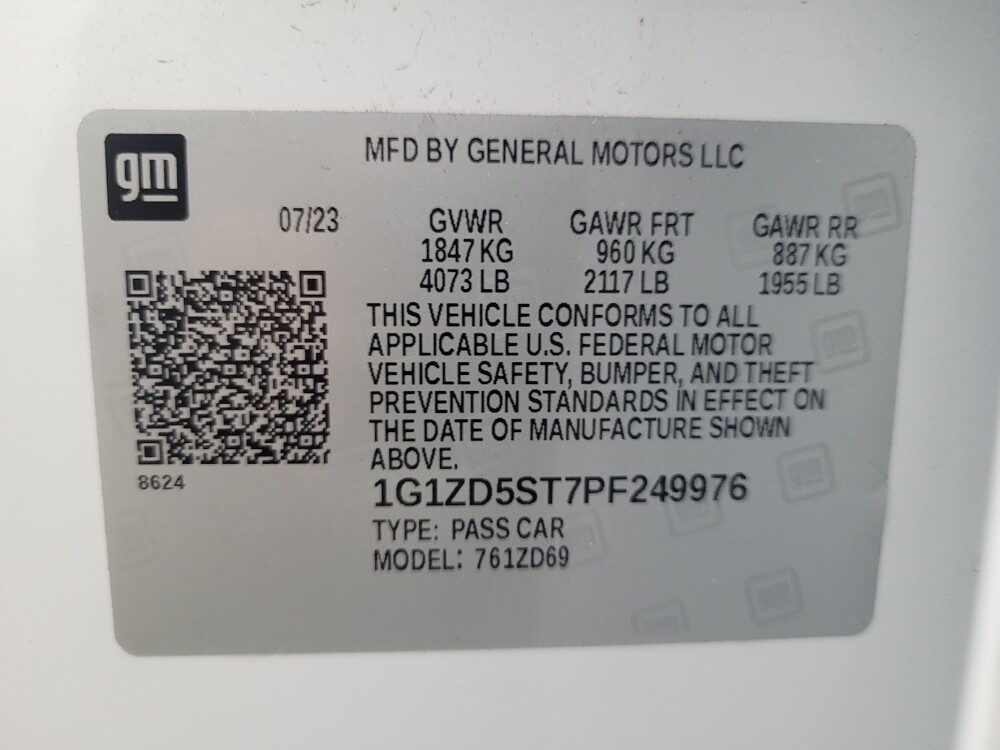 gm
MFD BY GENERAL MOTORS LLC
07/23 GVWR GAWR FRT GAWR RR
1847 KG 960 KG 887 KG
4073 LB 2117 LB 1955 LB
THIS VEHICLE CONFORMS TO ALL
APPLICABLE U.S. FEDERAL MOTOR
VEHICLE SAFETY, BUMPER, AND THEFT
PREVENTION STANDARDS IN EFFECT ON
THE DATE OF MANUFACTURE SHOWN
ABOVE.
8624
1G1ZD5ST7PF249976
TYPE: PASS CAR
MODEL: 761ZD69